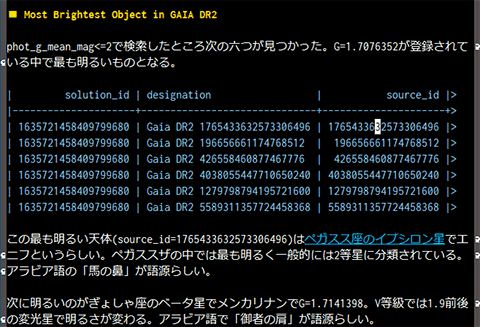 ■ Most Brightest Object in GAIA DR2
phot_g_mean_mag<=2で検索したところ次の六つが見つかった。G=1.7076352が登録されて
いる中で最も明るいものとなる。
|        solution_id | designation                  |           source_id |>
|--------------------+------------------------------+---------------------+>
| 1635721458409799680 | Gaia DR2 1765433632573306496 | 1765433632573306496 |>
| 1635721458409799680 | Gaia DR2 196656661174768512 | 196656661174768512 |>
| 1635721458409799680 | Gaia DR2 426558460877467776 | 426558460877467776 |>
| 1635721458409799680 | Gaia DR2 4038055447710650240 | 4038055447710650240 |>
| 1635721458409799680 | Gaia DR2 1279798794195721600 | 1279798794195721600 |>
| 1635721458409799680 | Gaia DR2 5589311357724458368 | 5589311357724458368 |>
この最も明るい天体(source_id=1765433632573306496)はペガスス座のイプシロン星でエ
ニフというらしい。ペガススザの中では最も明るく一般的には2等星に分類されている。
アラビア語の「馬の鼻」が語源らしい。
次に明るいのがぎょしゃ座のベータ星でメンカリナンでG=1.7141398。V等級では1.9前後
の変光星で明るさが変わる。アラビア語で「御者の肩」が語源らしい。